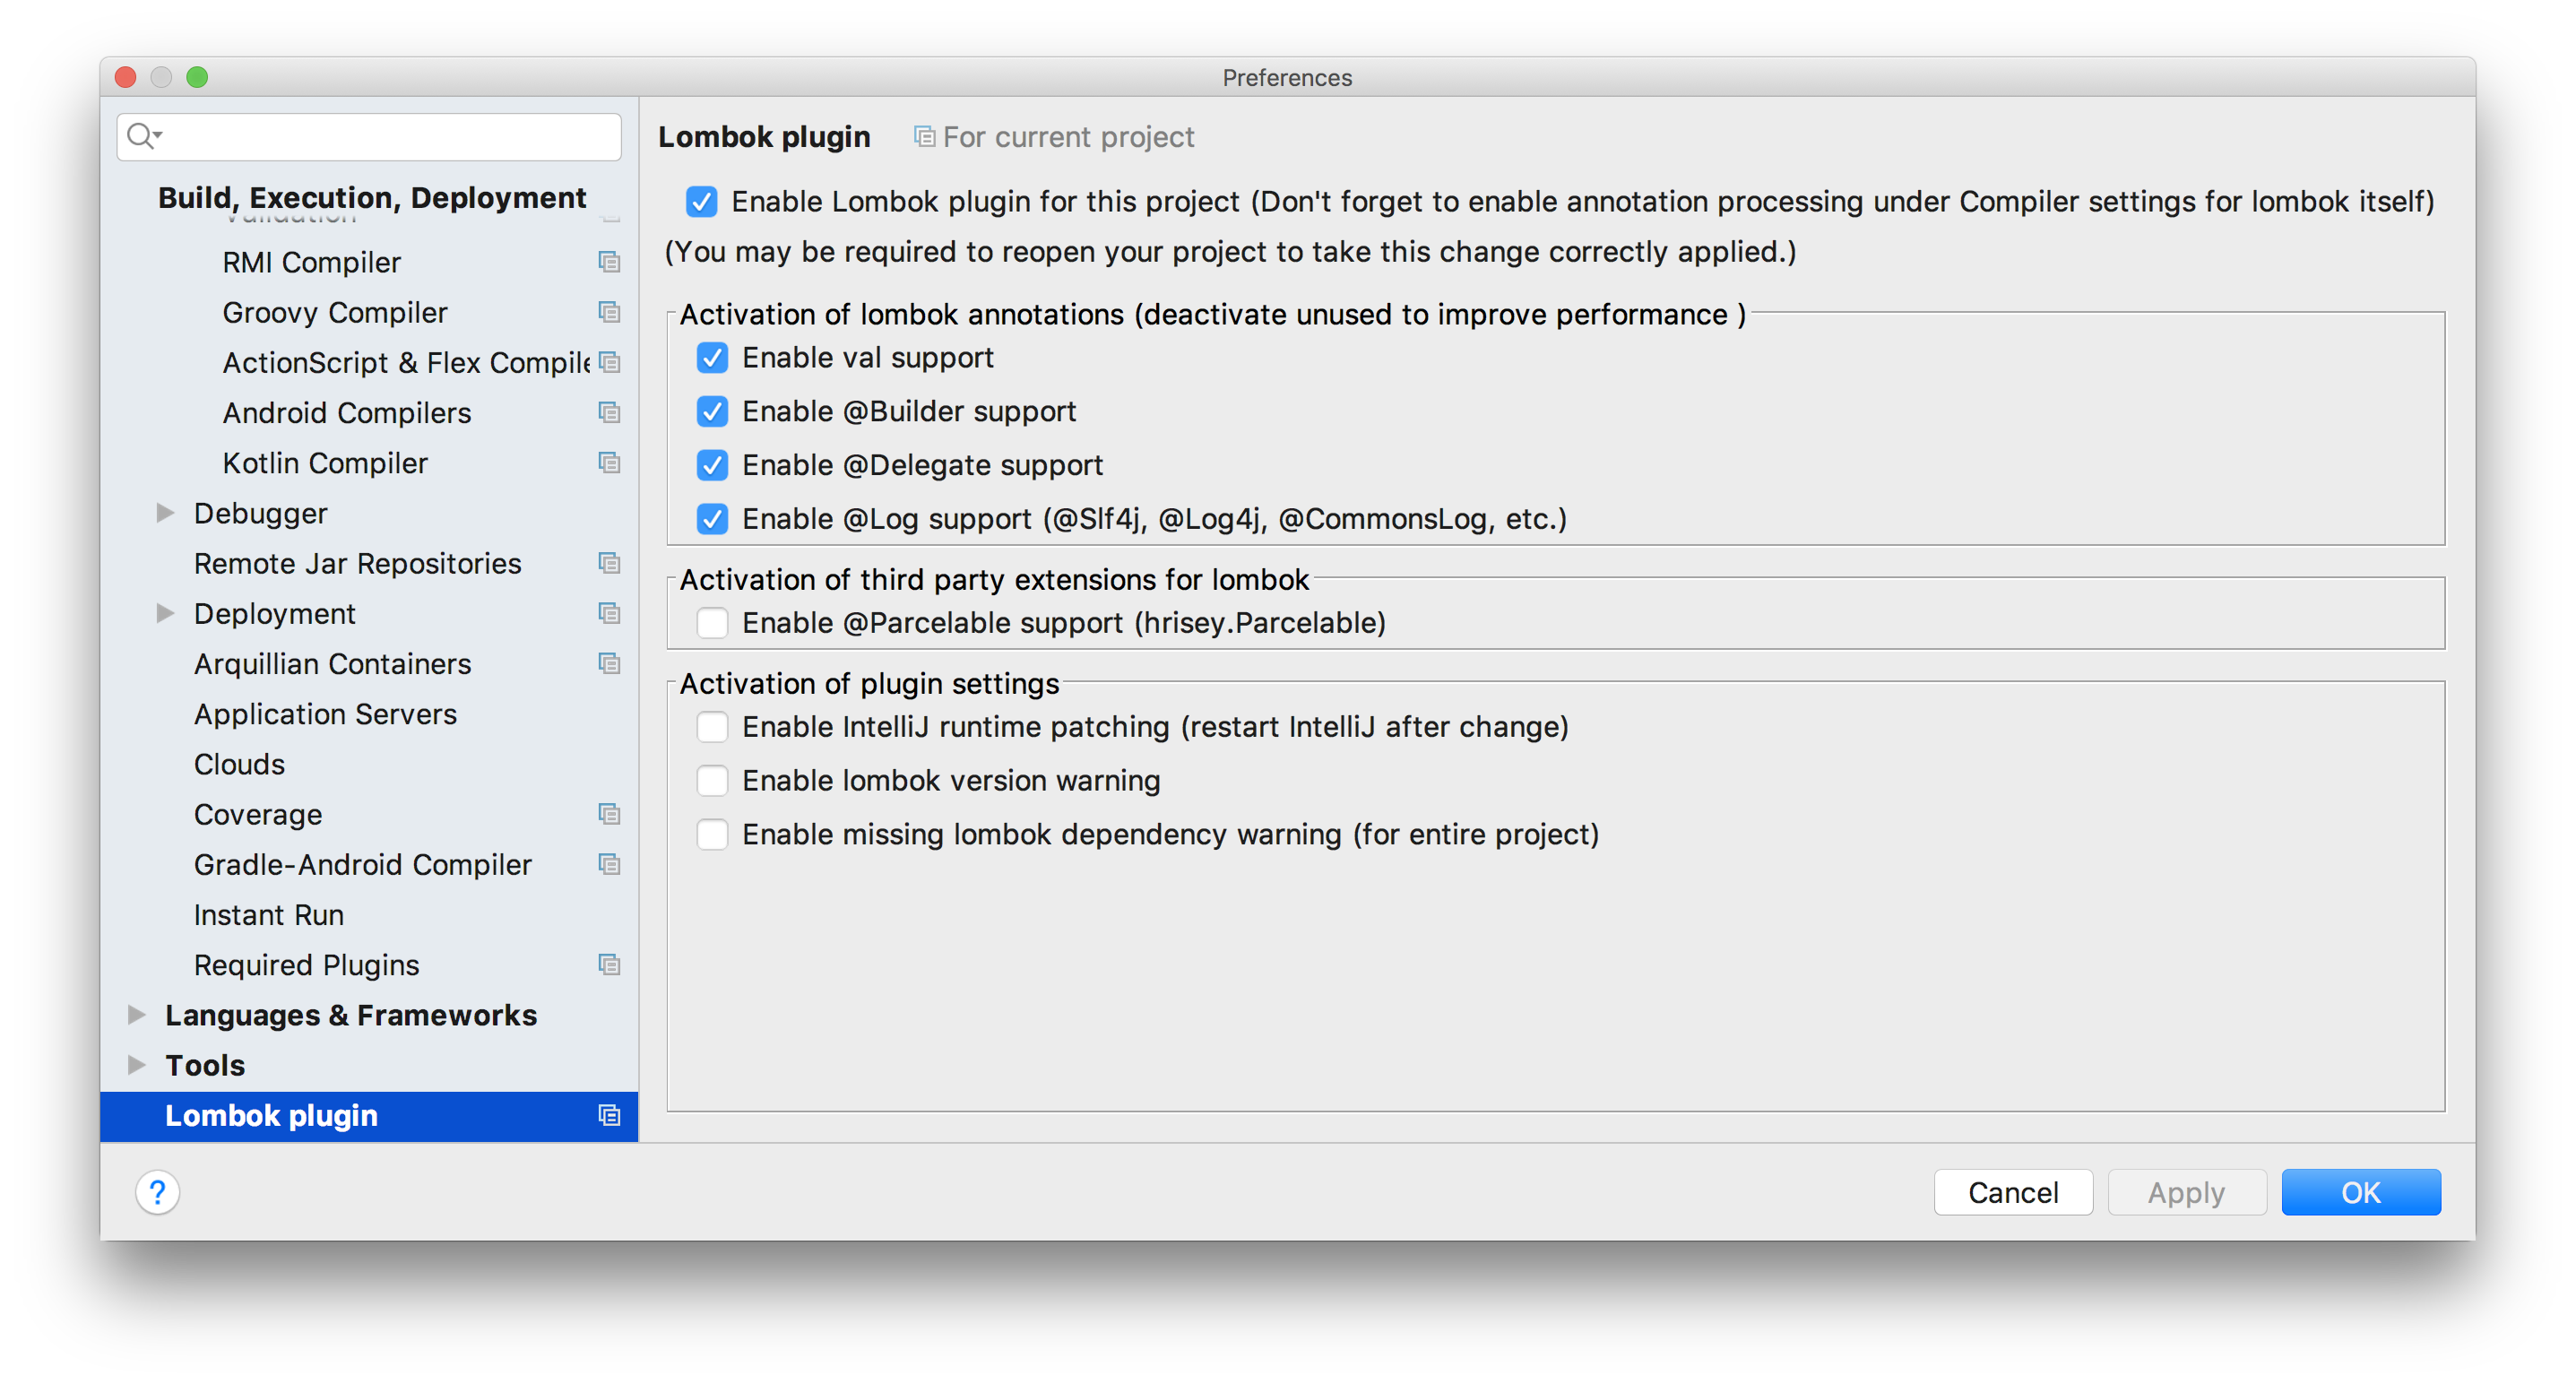 Preferences
Build, Execution, Deployment
RMI Compiler
Groovy Compiler
ActionScript & Flex Compile
Android Compilers
Kotlin Compiler
Debugger
Remote Jar Repositories
Deployment
Arquillian Containers
Application Servers
Clouds
Coverage
Gradle-Android Compiler
Instant Run
Required Plugins
Languages & Frameworks
Tools
Lombok plugin
Lombok plugin For current project
Enable Lombok plugin for this project (Don't forget to enable annotation processing under Compiler settings for lombok itself)
(You may be required to reopen your project to take this change correctly applied.)
Activation of lombok annotations (deactivate unused to improve performance )
Enable val support
Enable @Builder support
Enable @Delegate support
Enable @Log support (@Slf4j, @Log4j, @CommonsLog, etc.)
Activation of third party extensions for lombok
Enable @Parcelable support (hrisey.Parcelable)
Activation of plugin settings
Enable IntelliJ runtime patching (restart IntelliJ after change)
Enable lombok version warning
Enable missing lombok dependency warning (for entire project)
? Cancel Apply OK